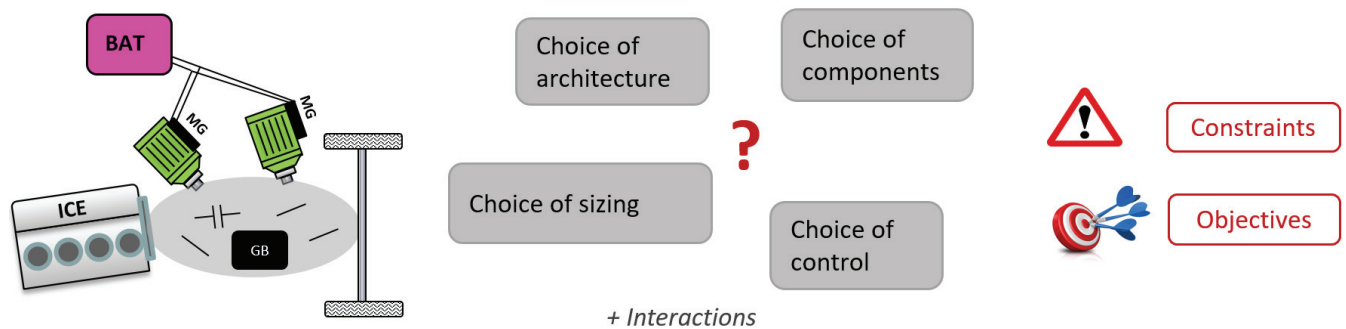 BAT
MG
MG
ICE
GB
Choice of
architecture
Choice of
components
?
Choice of sizing
Choice of
control
+ Interactions
!
Constraints
Objectives